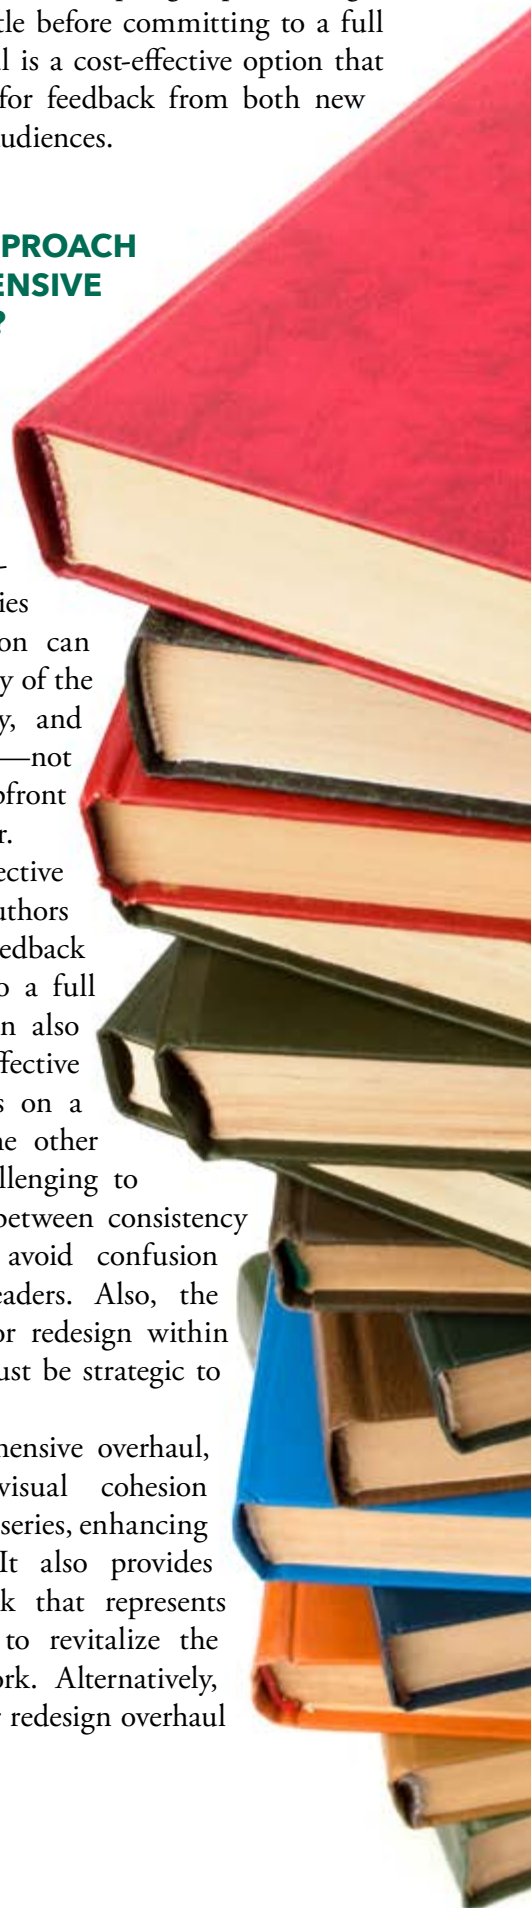 tle before committing to a full
l is a cost-effective option that
for feedback from both new
udiences.
PPROACH
ENSIVE
?
-
ies
on can
y of the
y, and
—not
pfront
r.
ective
uthors
eedback
o a full
n also
ffective
s on a
ne other
llenging to
between consistency
avoid confusion
eaders. Also, the
or redesign within
ust be strategic to
hensive overhaul,
visual cohesion
series, enhancing
It also provides
k that represents
to revitalize the
ork. Alternatively,
r redesign overhaul